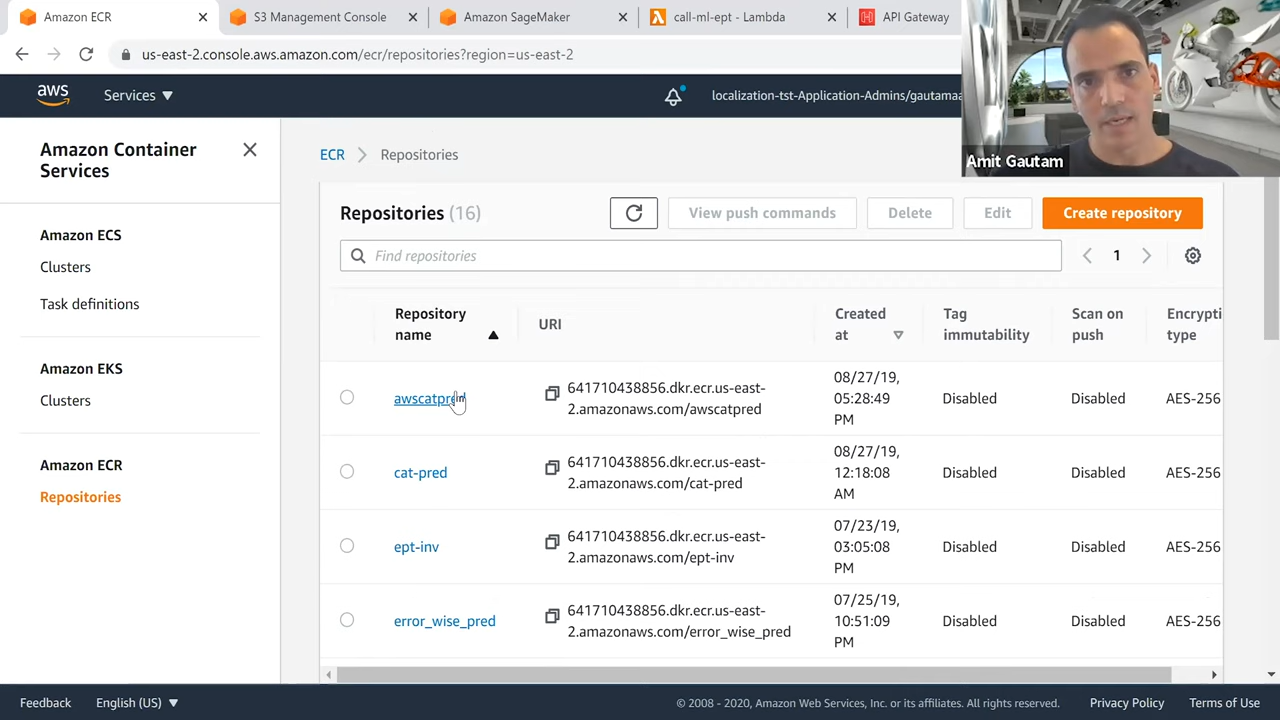 Amazon ECR
S3 Management Console
Amazon SageMaker
call-ml-ept - Lambda
API Gateway
us-east-2.console.aws.amazon.com/ecr/repositories?region=us-east-2
aws
Services
localization-tst-Application-Admins/gautama
Amit Gautam
Amazon Container
Services
Amazon ECS
Clusters
Task definitions
Amazon EKS
Clusters
Amazon ECR
Repositories
ECR
Repositories
Repositories (16)
View push commands
Delete
Edit
Create repository
Find repositories
1
Repository
name
URI
Created
at
Tag
immutability
Scan on
push
Encrypti
type
awscatpred
641710438856.dkr.ecr.us-east-
2.amazonaws.com/awscatpred
08/27/19,
05:28:49
PM
Disabled
Disabled
AES-256
cat-pred
641710438856.dkr.ecr.us-east-
2.amazonaws.com/cat-pred
08/27/19,
12:18:08
AM
Disabled
Disabled
AES-256
ept-inv
641710438856.dkr.ecr.us-east-
2.amazonaws.com/ept-inv
07/23/19,
03:05:08
PM
Disabled
Disabled
AES-256
error_wise_pred
641710438856.dkr.ecr.us-east-
2.amazonaws.com/error_wise_pred
07/25/19,
10:51:09
PM
Disabled
Disabled
AES-256
Feedback
English (US)
© 2008 - 2020, Amazon Web Services, Inc. or its affiliates. All rights reserved.
Privacy Policy
Terms of Use